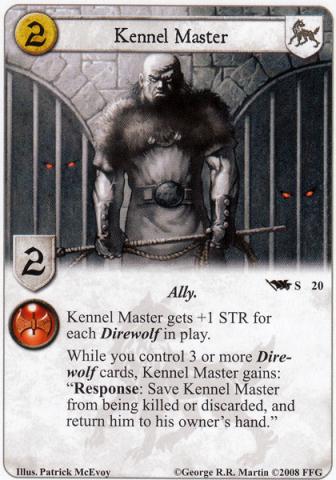 2
Kennel Master
2
S 20
Ally.
Kennel Master gets +1 STR for
each Direwolf in play.
While you control 3 or more Dire-
wolf cards, Kennel Master gains:
“Response: Save Kennel Master
from being killed or discarded, and
return him to his owner’s hand.”
Illus. Patrick McEvoy
©George R.R. Martin ©2008 FFG